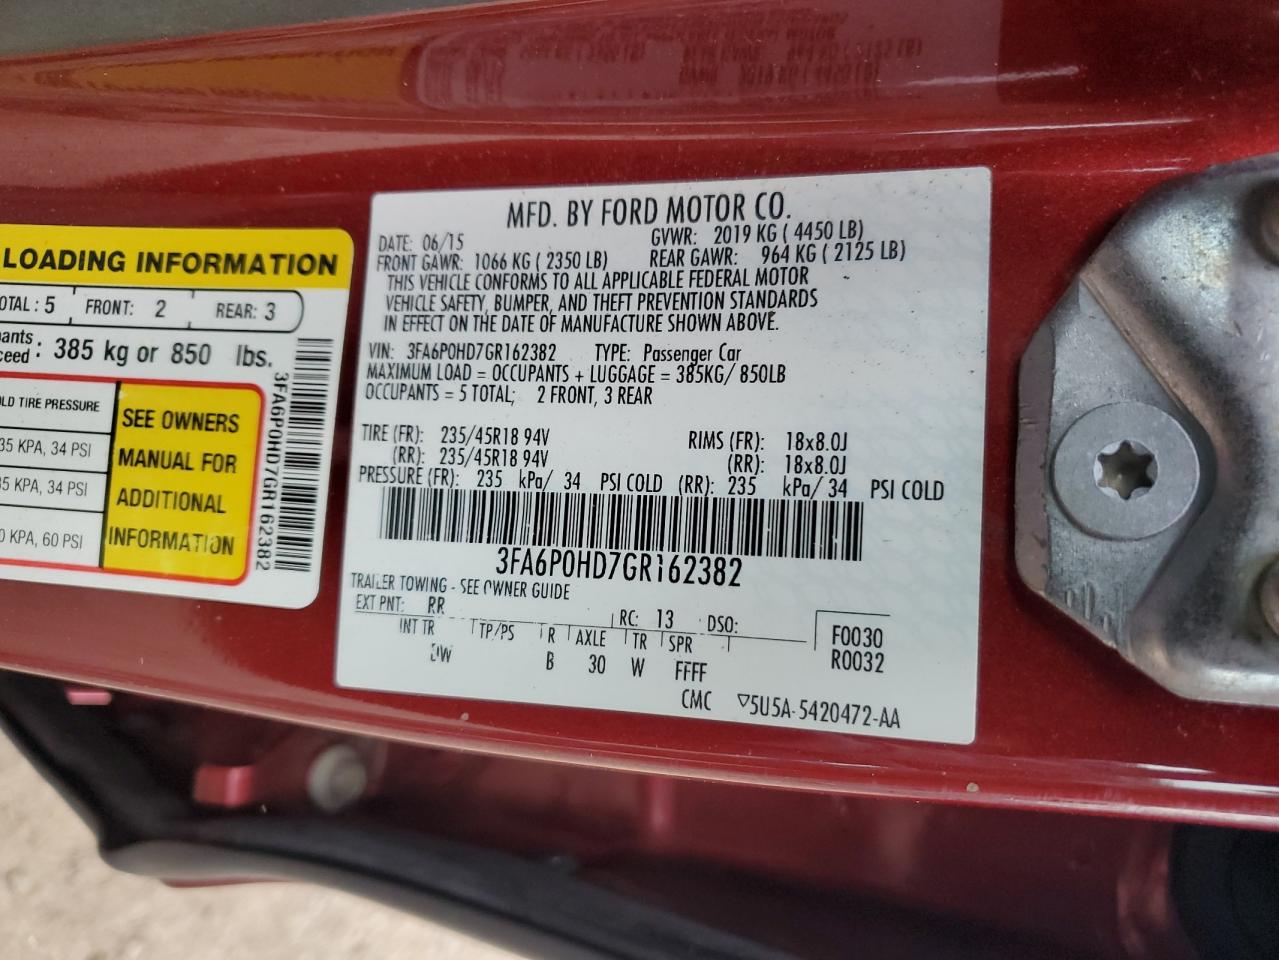 LOADING INFORMATION
OTAL : 5 FRONT: 2 REAR: 3
pants
ceed : 385 kg or 850 lbs.
3FA6P0HD7GR162382
OLD TIRE PRESSURE
35 KPA, 34 PSI
35 KPA, 34 PSI
0 KPA, 60 PSI
SEE OWNERS
MANUAL FOR
ADDITIONAL
INFORMATION
MFD. BY FORD MOTOR CO.
DATE: 06/15 GVWR: 2019 KG ( 4450 LB)
FRONT GAWR: 1066 KG ( 2350 LB) REAR GAWR: 964 KG ( 2125 LB)
THIS VEHICLE CONFORMS TO ALL APPLICABLE FEDERAL MOTOR
VEHICLE SAFETY, BUMPER, AND THEFT PREVENTION STANDARDS
IN EFFECT ON THE DATE OF MANUFACTURE SHOWN ABOVE.
VIN: 3FA6P0HD7GR162382 TYPE: Passenger Car
MAXIMUM LOAD = OCCUPANTS + LUGGAGE = 385KG/ 850LB
OCCUPANTS = 5 TOTAL; 2 FRONT, 3 REAR
TIRE (FR): 235/45R18 94V RIMS (FR): 18x8.0J
(RR): 235/45R18 94V (RR): 18x8.0J
PRESSURE (FR): 235 kPa/ 34 PSI COLD (RR): 235 kPa/ 34 PSI COLD
3FA6P0HD7GR162382
TRAILER TOWING - SEE OWNER GUIDE
EXT PNT: RR RC: 13 DSO: F0030
INT TR TP/PS R AXLE TR SPR R0032
DW B 30 W FFFF
CMC ▽5U5A-5420472-AA